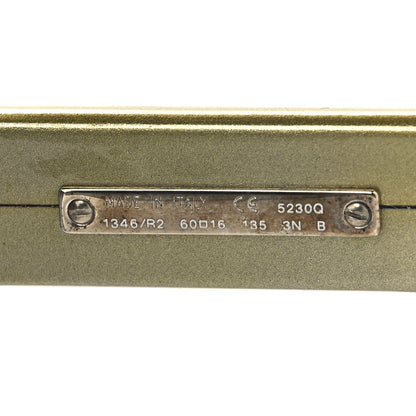 MADE IN ITALY CE 5230Q
1346/R2 60□16 135 3N B